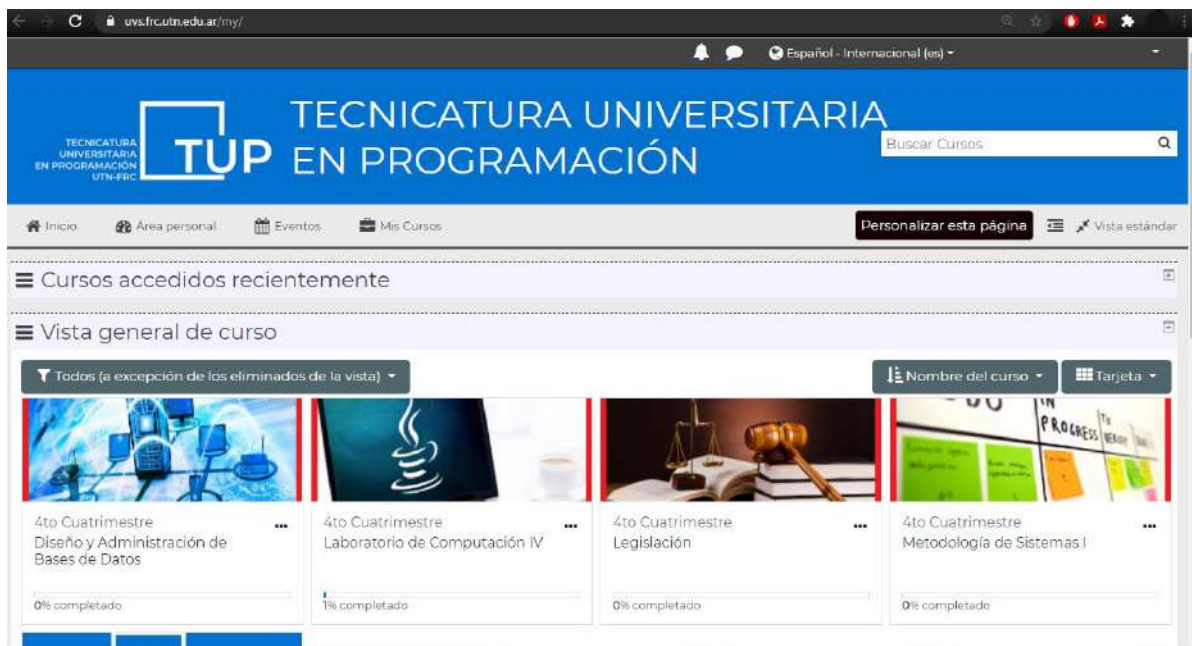 uvs.frc.utn.edu.ar/my/
Español - Internacional (es)
TECNICATURA
UNIVERSITARIA
EN PROGRAMACIÓN
UTN-FRC
TUP
TECNICATURA UNIVERSITARIA
EN PROGRAMACIÓN
Buscar Cursos
Inicio
Área personal
Eventos
Mis Cursos
Personalizar esta página
Vista estándar
Cursos accedidos recientemente
Vista general de curso
Todos (a excepción de los eliminados de la vista)
Nombre del curso
Tarjeta
IN
PROGRESS
To
4to Cuatrimestre
Diseño y Administración de
Bases de Datos
0% completado
4to Cuatrimestre
Laboratorio de Computación IV
1% completado
4to Cuatrimestre
Legislación
0% completado
4to Cuatrimestre
Metodología de Sistemas I
0% completado